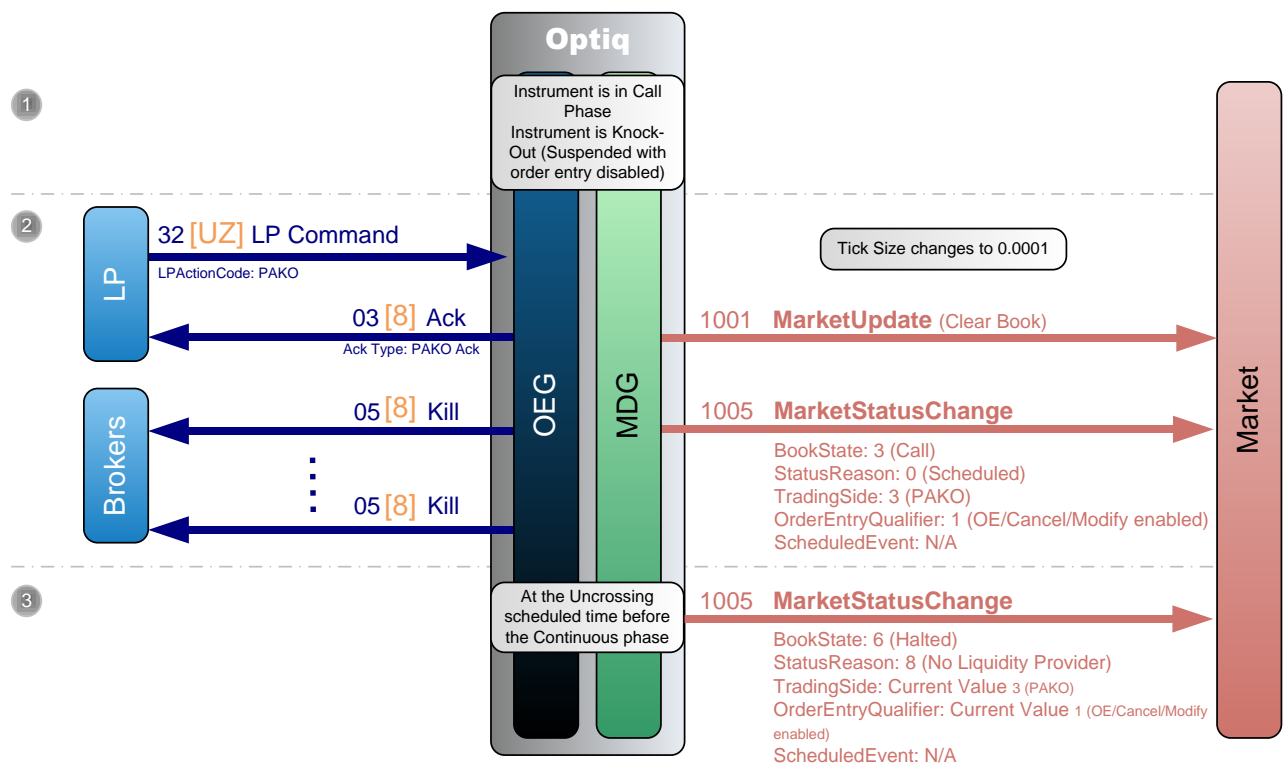 Optiq
1
Instrument is in Call
Phase
Instrument is Knock-
Out (Suspended with
order entry disabled)
2
LP
32 [UZ] LP Command
LPActionCode: PAKO
Tick Size changes to 0.0001
03 [8] Ack
Ack Type: PAKO Ack
1001 MarketUpdate (Clear Book)
OEG
MDG
Market
Brokers
05 [8] Kill
05 [8] Kill
1005 MarketStatusChange
BookState: 3 (Call)
StatusReason: 0 (Scheduled)
TradingSide: 3 (PAKO)
OrderEntryQualifier: 1 (OE/Cancel/Modify enabled)
ScheduledEvent: N/A
3
At the Uncrossing
scheduled time before
the Continuous phase
1005 MarketStatusChange
BookState: 6 (Halted)
StatusReason: 8 (No Liquidity Provider)
TradingSide: Current Value 3 (PAKO)
OrderEntryQualifier: Current Value 1 (OE/Cancel/Modify
enabled)
ScheduledEvent: N/A